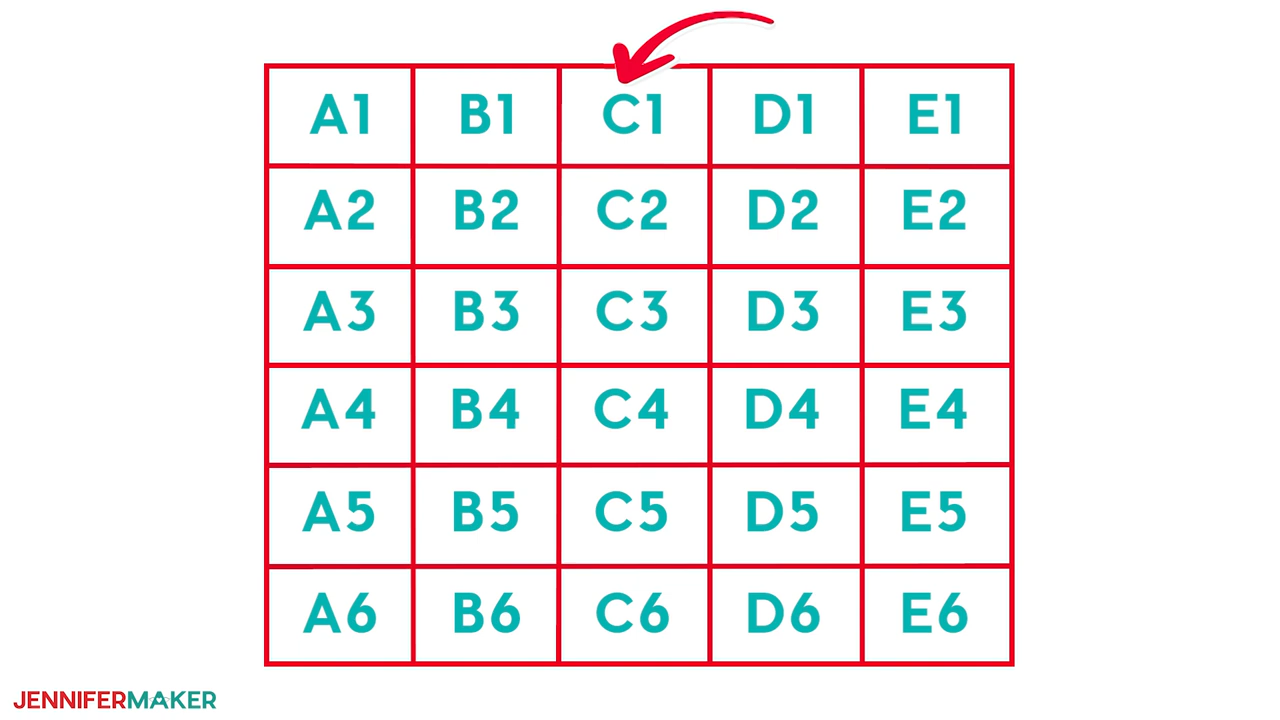 A1 B1 C1 D1 E1
A2 B2 C2 D2 E2
A3 B3 C3 D3 E3
A4 B4 C4 D4 E4
A5 B5 C5 D5 E5
A6 B6 C6 D6 E6
JENNIFERMAKER